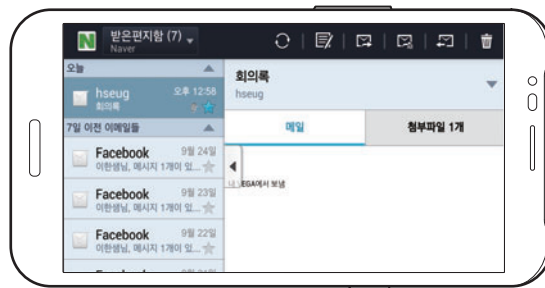 N
받은편지함 (7)
Naver
오늘
hseug
오후 12:58
회의록
7일 이전 이메일들
Facebook
9월 24일
이한샘님, 메시지 1개이 있...
Facebook
9월 23일
이한샘님, 메시지 1개이 있...
Facebook
9월 22일
이한샘님, 메시지 1개이 있...
회의록
hseug
메일
첨부파일 1개
VEGA에서 보냄